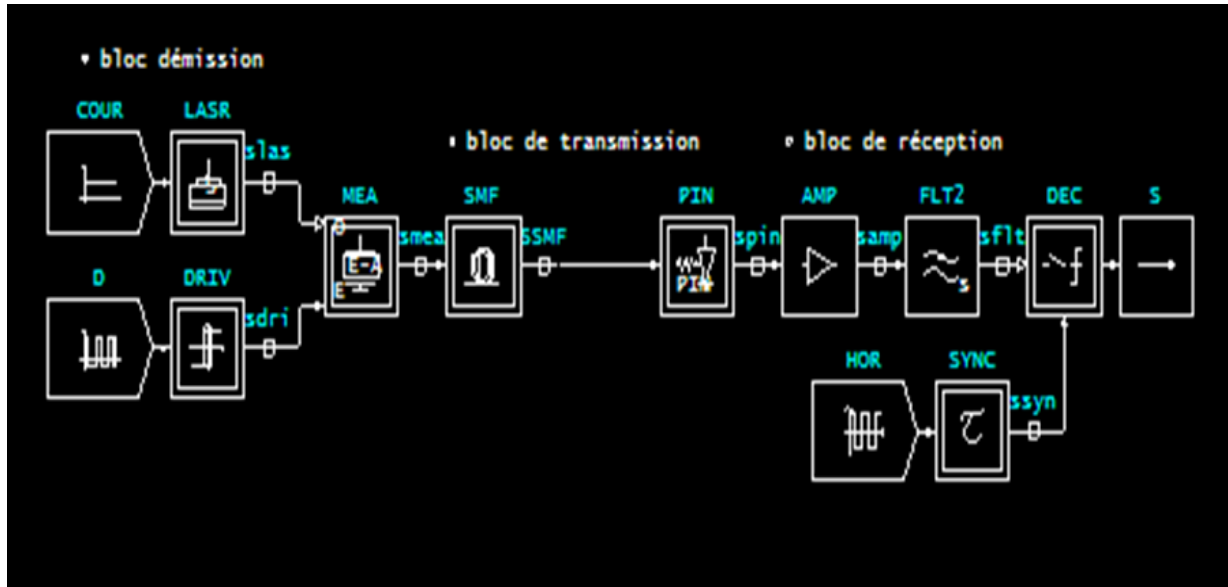 bloc démission
COUR LASR
slas
bloc de transmission
bloc de réception
MEA SMF PIN AMP FLT2 DEC S
O
smea SSMF spin samp sflt
E-A
PIN
E
s
D DRIV
sdri
HOR SYNC
ssyn